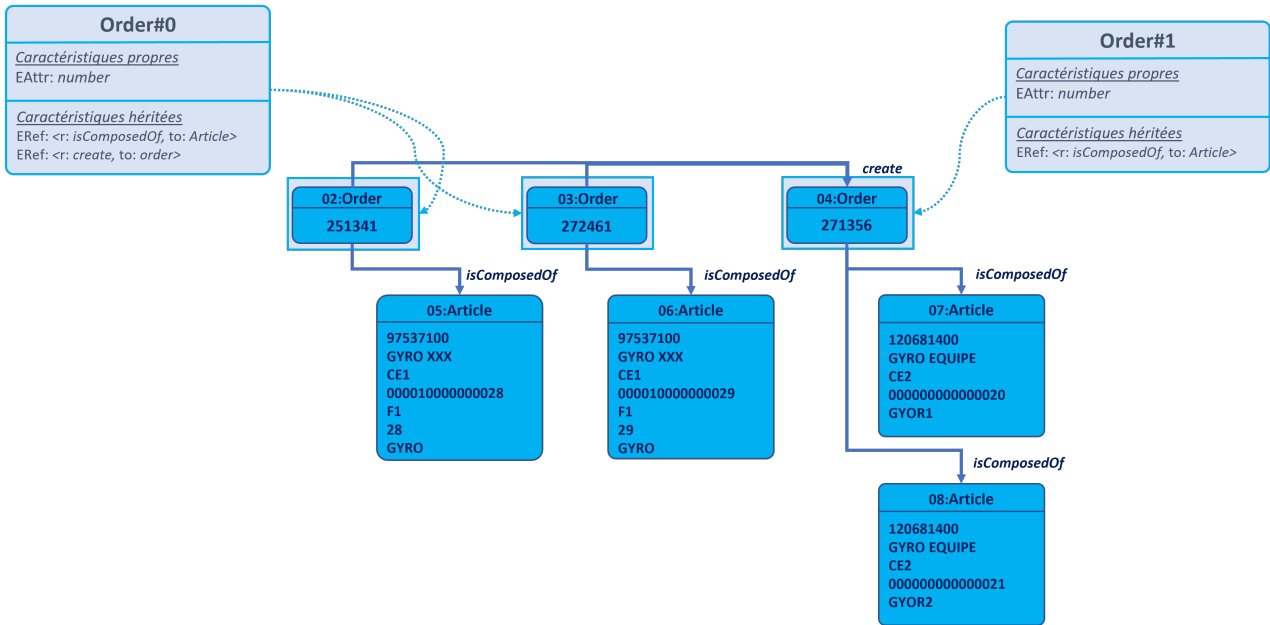 Order#0
Caractéristiques propres
EAttr: number
Caractéristiques héritées
ERef: <r: isComposedOf, to: Article>
ERef: <r: create, to: order>
Order#1
Caractéristiques propres
EAttr: number
Caractéristiques héritées
ERef: <r: isComposedOf, to: Article>
create
02:Order
251341
03:Order
272461
04:Order
271356
isComposedOf
isComposedOf
isComposedOf
05:Article
97537100
GYRO XXX
CE1
000010000000028
F1
28
GYRO
06:Article
97537100
GYRO XXX
CE1
000010000000029
F1
29
GYRO
07:Article
120681400
GYRO EQUIPE
CE2
000000000000020
GYOR1
isComposedOf
08:Article
120681400
GYRO EQUIPE
CE2
000000000000021
GYOR2